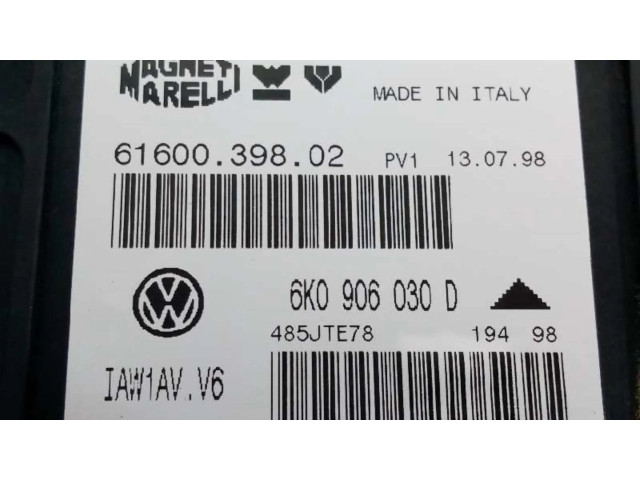 MAGNETI
MARELLI
MADE IN ITALY
61600.398.02 PV1 13.07.98
6K0 906 030 D
485JTE78 194 98
IAW1AV.V6